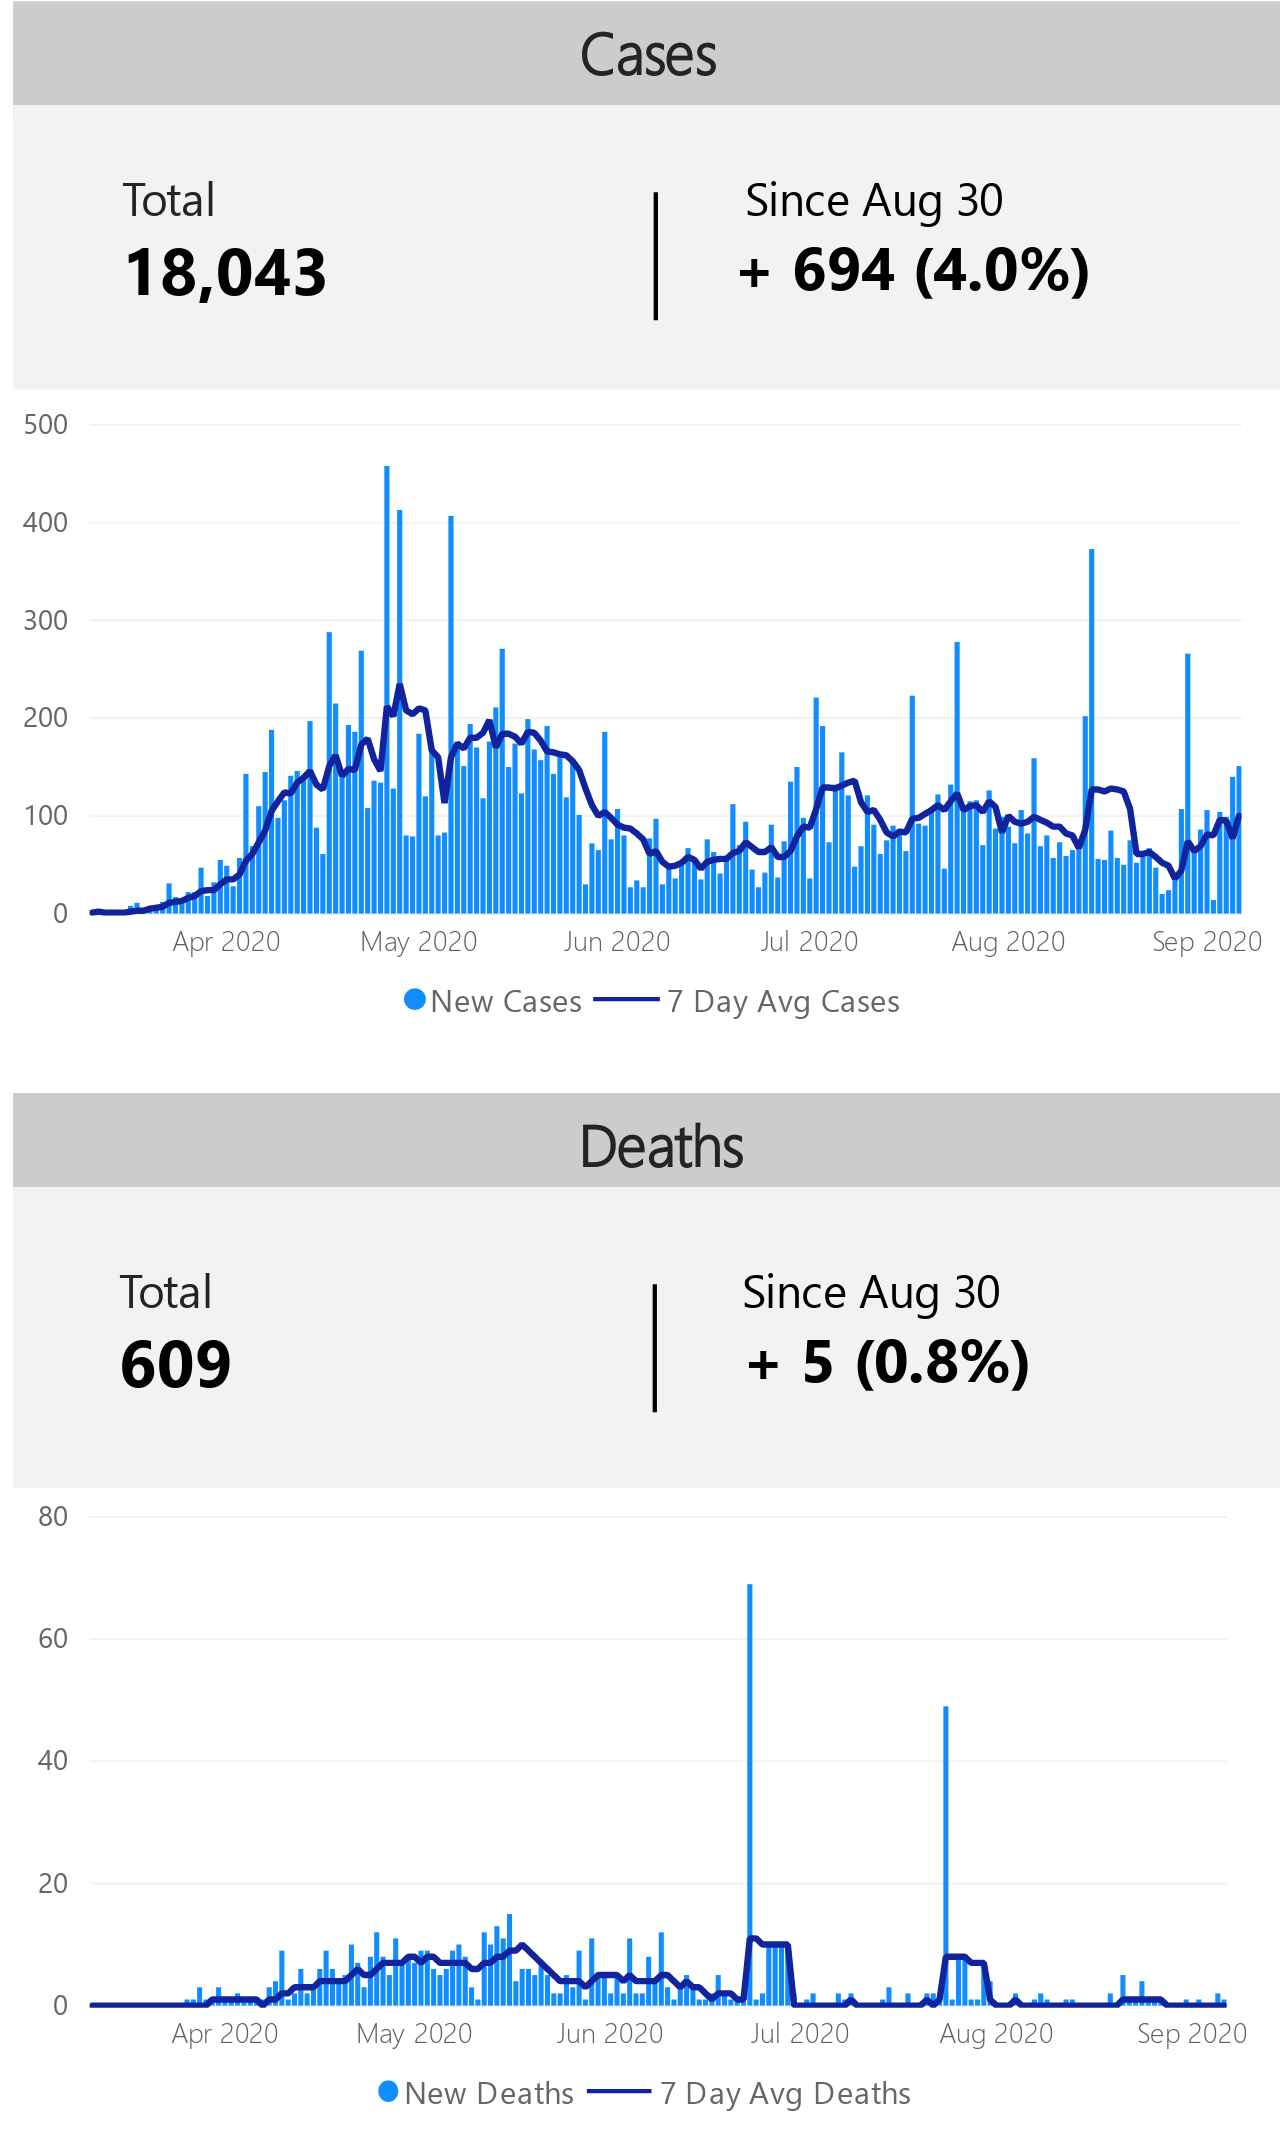 Cases
Total
Since Aug 30
18,043
+ 694 (4.0%)
500
400
300
200
100
0
Apr 2020 May 2020 Jun 2020 Jul 2020 Aug 2020 Sep 2020
New Cases 7 Day Avg Cases
Deaths
Total
Since Aug 30
609
+ 5 (0.8%)
80
60
40
20
0
Apr 2020 May 2020 Jun 2020 Jul 2020 Aug 2020 Sep 2020
New Deaths 7 Day Avg Deaths